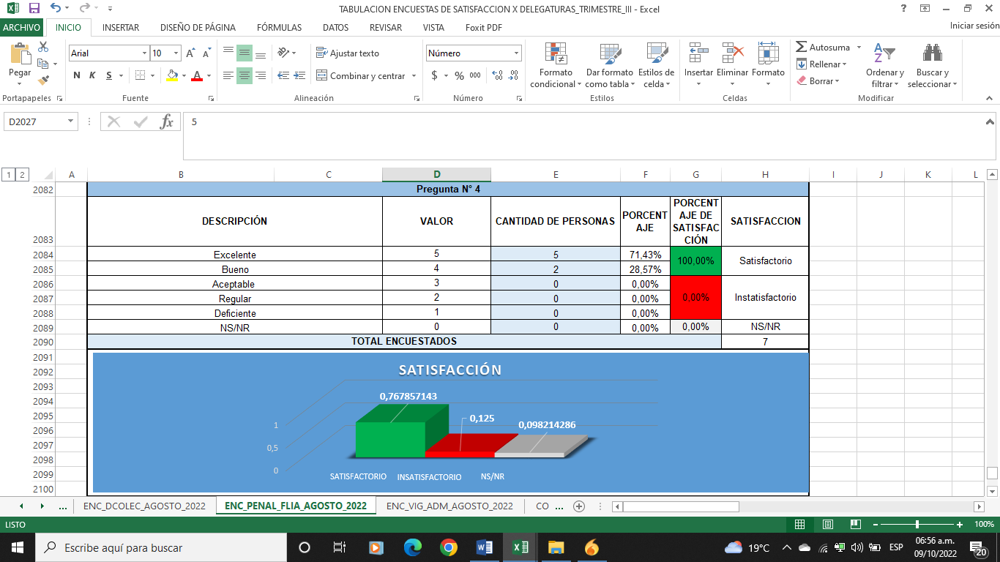 TABULACION ENCUESTAS DE SATISFACCION X DELEGATURAS_TRIMESTRE_III - Excel
ARCHIVO INICIO INSERTAR DISEÑO DE PÁGINA FÓRMULAS DATOS REVISAR VISTA Foxit PDF Iniciar sesión
Pegar
Arial 10
N K S
Ajustar texto
Combinar y centrar
Número
$ % 000
Formato condicional
Dar formato como tabla
Estilos de celda
Insertar Eliminar Formato
Autosuma
Rellenar
Borrar
Ordenar y filtrar
Buscar y seleccionar
Portapapeles Fuente Alineación Número Estilos Celdas Modificar
D2027 fx 5
1 2 A B C D E F G H I J K L
2082 Pregunta N° 4
2083 DESCRIPCIÓN VALOR CANTIDAD DE PERSONAS PORCENT AJE PORCENT AJE DE SATISFAC CIÓN SATISFACCION
2084 Excelente 5 5 71,43% 100,00% Satisfactorio
2085 Bueno 4 2 28,57%
2086 Aceptable 3 0 0,00%
2087 Regular 2 0 0,00% 0,00% Instatisfactorio
2088 Deficiente 1 0 0,00%
2089 NS/NR 0 0 0,00% 0,00% NS/NR
2090 TOTAL ENCUESTADOS 7
2091
2092 SATISFACCIÓN
2093
2094 0,767857143
2095 0,125
2096 1 0,098214286
2097 0,5
2098
2099 0 SATISFACTORIO INSATISFACTORIO NS/NR
2100
... ENC_DCOLEC_AGOSTO_2022 ENC_PENAL_FLIA_AGOSTO_2022 ENC_VIG_ADM_AGOSTO_2022 CO ...
LISTO 100%
Escribe aquí para buscar
19°C ESP 06:56 a.m.
09/10/2022 20